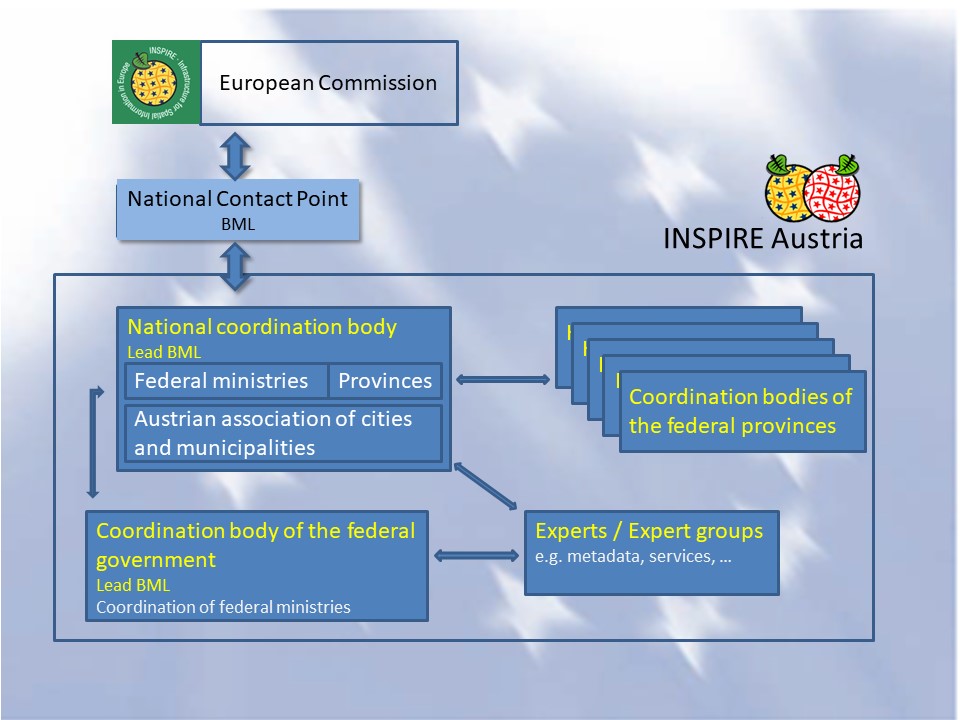 INSPIRE - Infrastructure for Spatial Information in Europe
European Commission
National Contact Point
BML
INSPIRE Austria
National coordination body
Lead BML
Federal ministries
Provinces
Austrian association of cities
and municipalities
Coordination bodies of
the federal provinces
Coordination body of the federal
government
Lead BML
Coordination of federal ministries
Experts / Expert groups
e.g. metadata, services, ...